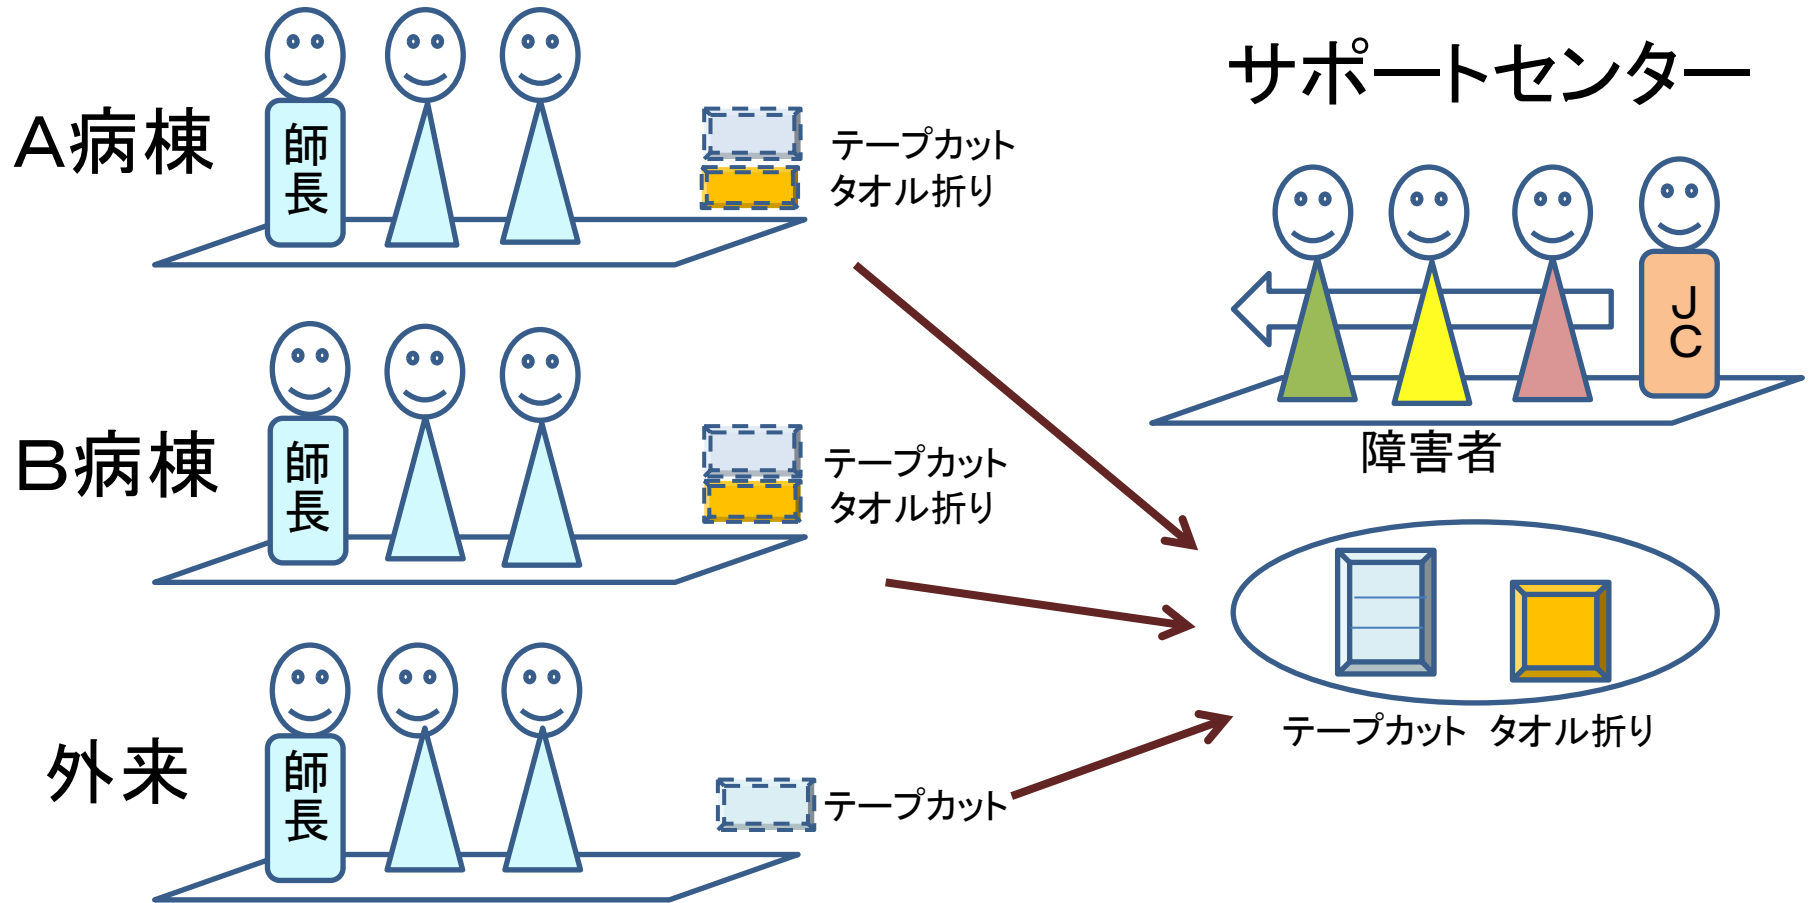 A病棟
師長
テープカット
タオル折り
B病棟
師長
テープカット
タオル折り
外来
師長
テープカット
サポートセンター
JC
障害者
テープカット タオル折り